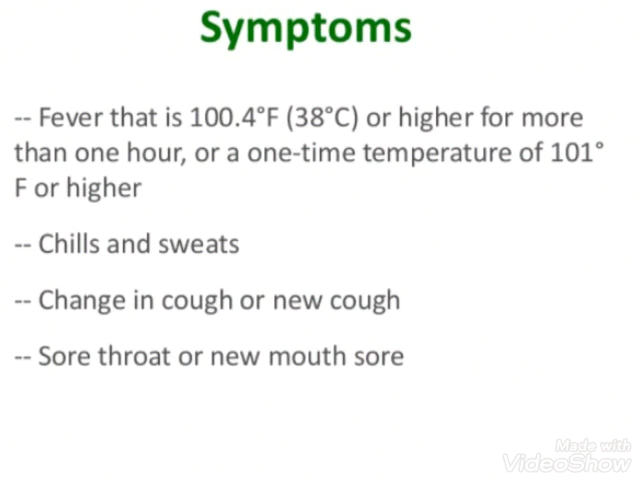 Symptoms
-- Fever that is 100.4°F (38°C) or higher for more
than one hour, or a one-time temperature of 101°
F or higher
-- Chills and sweats
-- Change in cough or new cough
-- Sore throat or new mouth sore
Made with
VideoShow